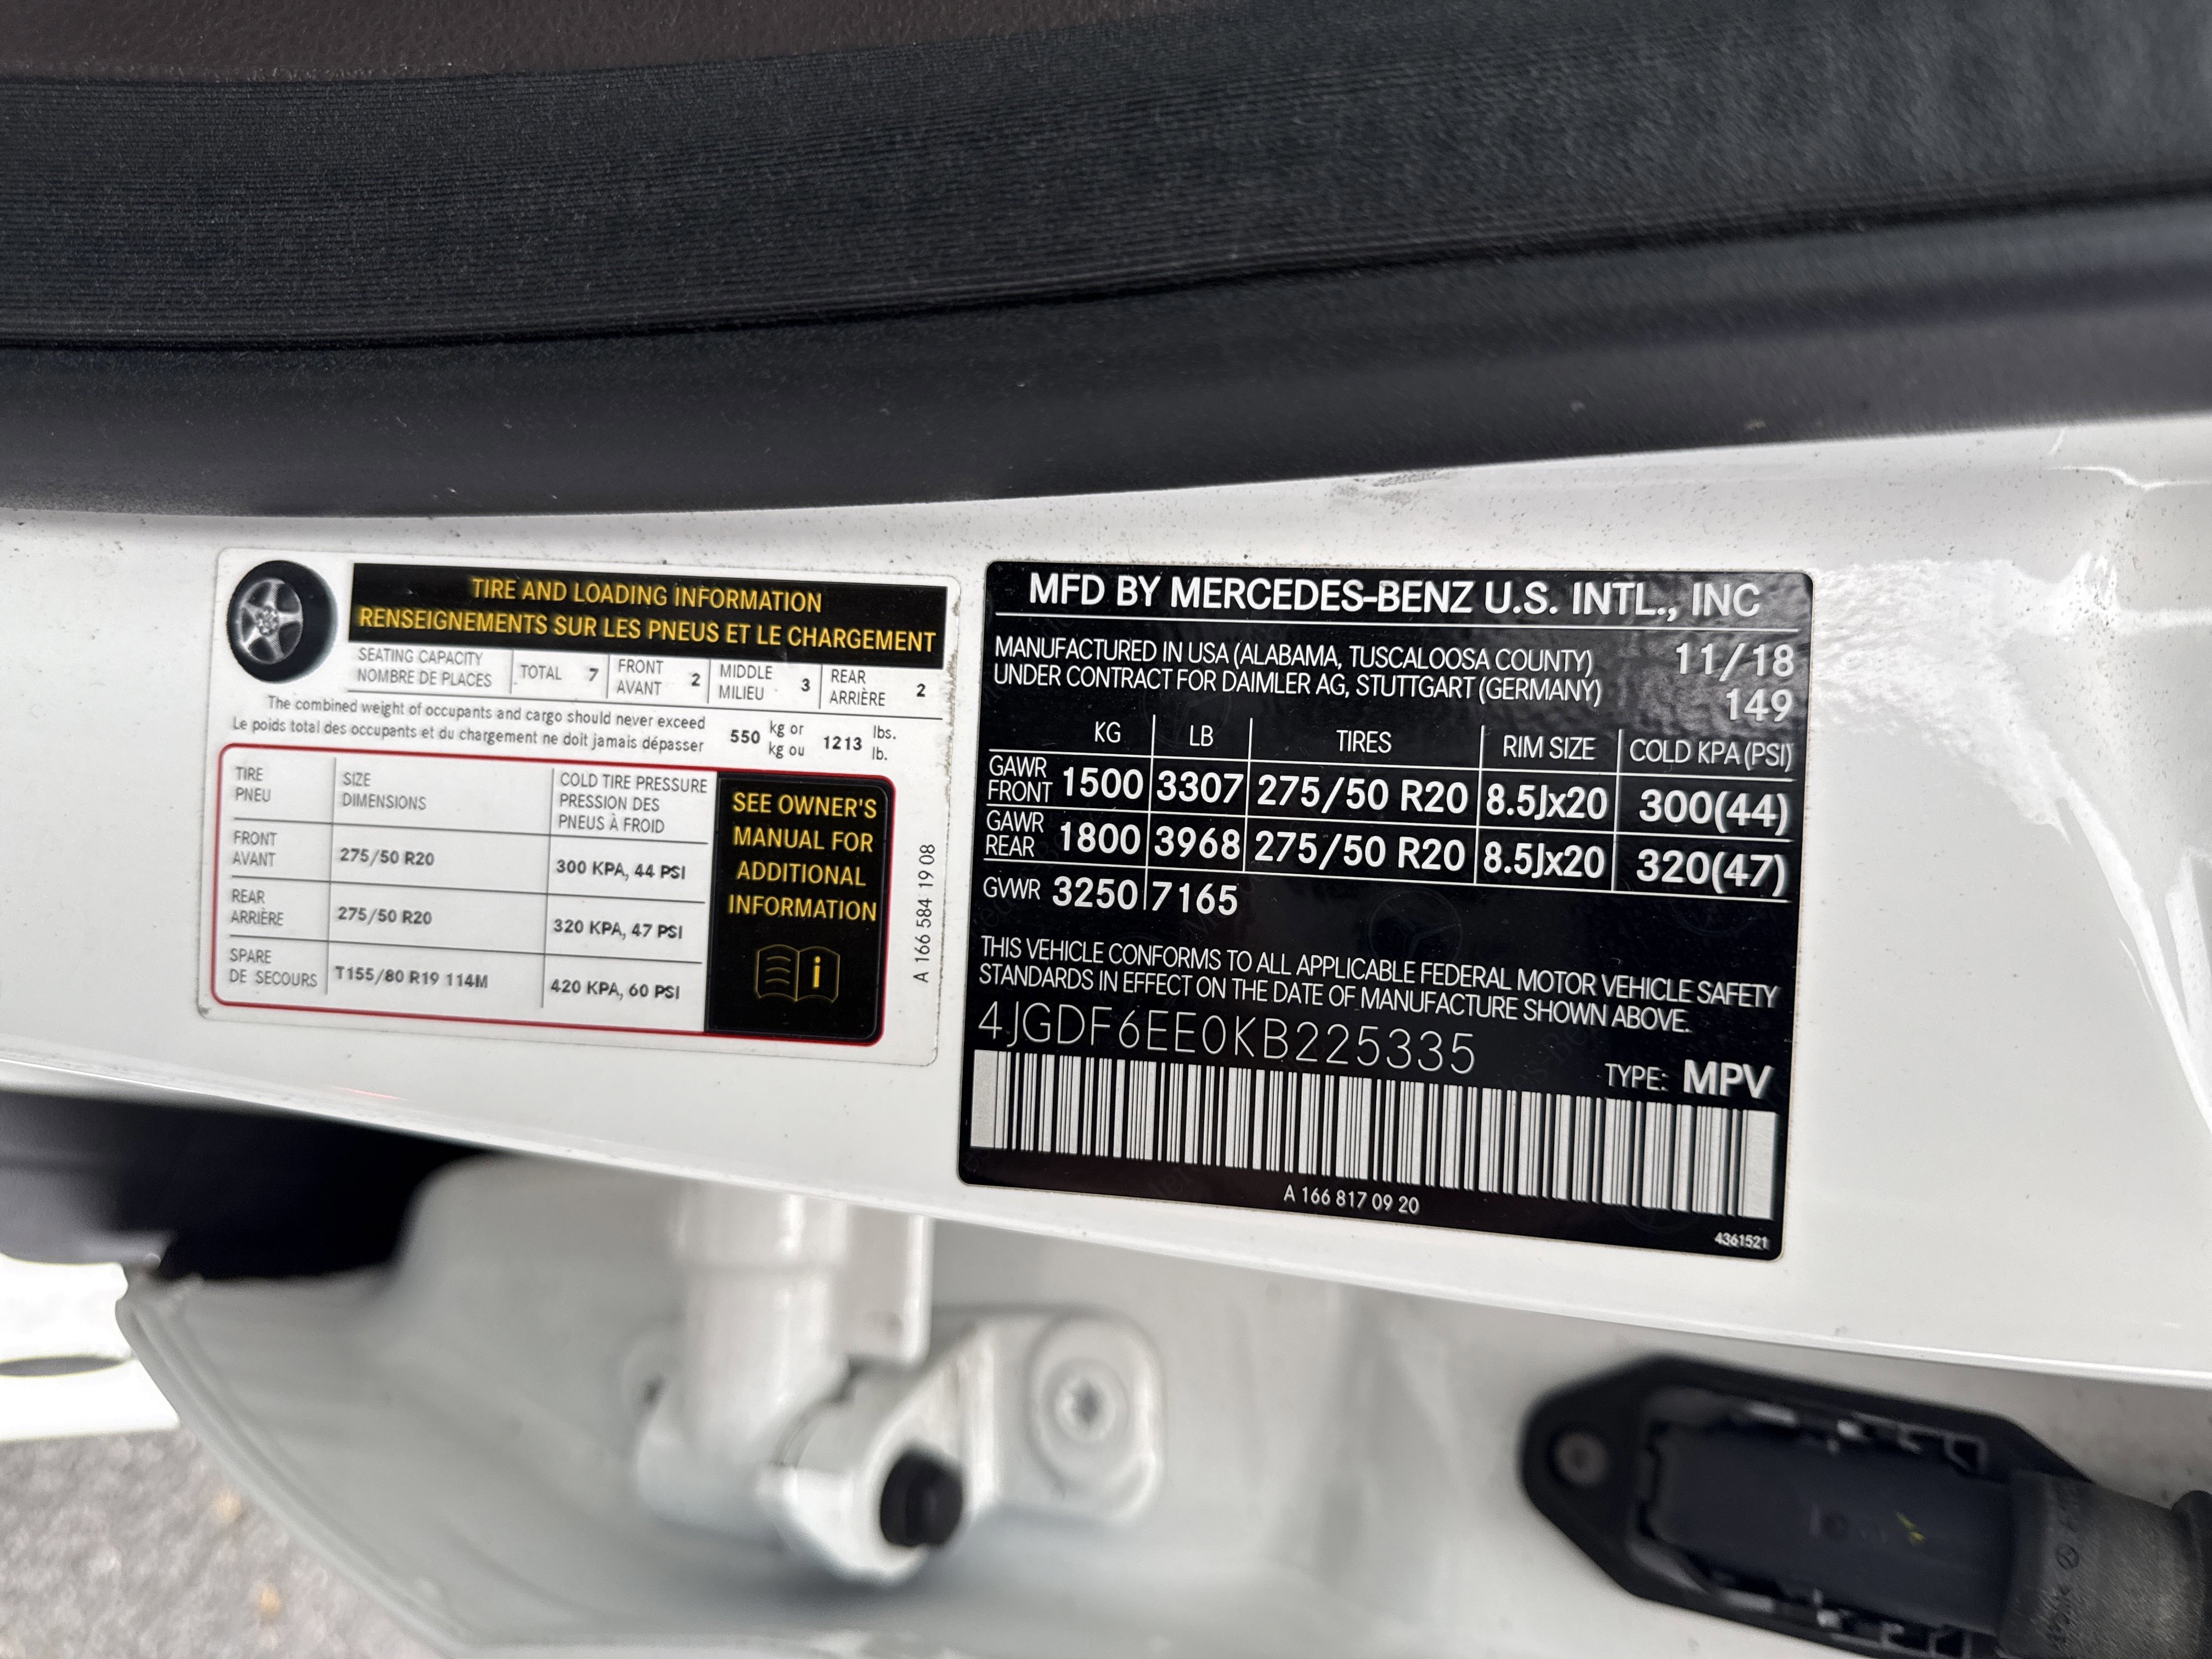 TIRE AND LOADING INFORMATION
RENSEIGNEMENTS SUR LES PNEUS ET LE CHARGEMENT
SEATING CAPACITY
NOMBRE DE PLACES
TOTAL 7
FRONT
AVANT 2
MIDDLE
MILIEU 3
REAR
ARRIÈRE 2
The combined weight of occupants and cargo should never exceed
Le poids total des occupants et du chargement ne doit jamais dépasser
550 kg or
kg ou
1213 lbs.
lb.
TIRE
PNEU
SIZE
DIMENSIONS
COLD TIRE PRESSURE
PRESSION DES
PNEUS À FROID
FRONT
AVANT
275/50 R20
300 KPA, 44 PSI
REAR
ARRIÈRE
275/50 R20
320 KPA, 47 PSI
SPARE
DE SECOURS
T155/80 R19 114M
420 KPA, 60 PSI
SEE OWNER'S
MANUAL FOR
ADDITIONAL
INFORMATION
i
A 166 584 19 08
MFD BY MERCEDES-BENZ U.S. INTL., INC
MANUFACTURED IN USA (ALABAMA, TUSCALOOSA COUNTY) 11/18
UNDER CONTRACT FOR DAIMLER AG, STUTTGART (GERMANY) 149
KG LB TIRES RIM SIZE COLD KPA (PSI)
GAWR
FRONT 1500 3307 275/50 R20 8.5Jx20 300(44)
GAWR
REAR 1800 3968 275/50 R20 8.5Jx20 320(47)
GVWR 3250 7165
THIS VEHICLE CONFORMS TO ALL APPLICABLE FEDERAL MOTOR VEHICLE SAFETY
STANDARDS IN EFFECT ON THE DATE OF MANUFACTURE SHOWN ABOVE.
4JGDF6EE0KB225335
TYPE: MPV
A 166 817 09 20
4361521